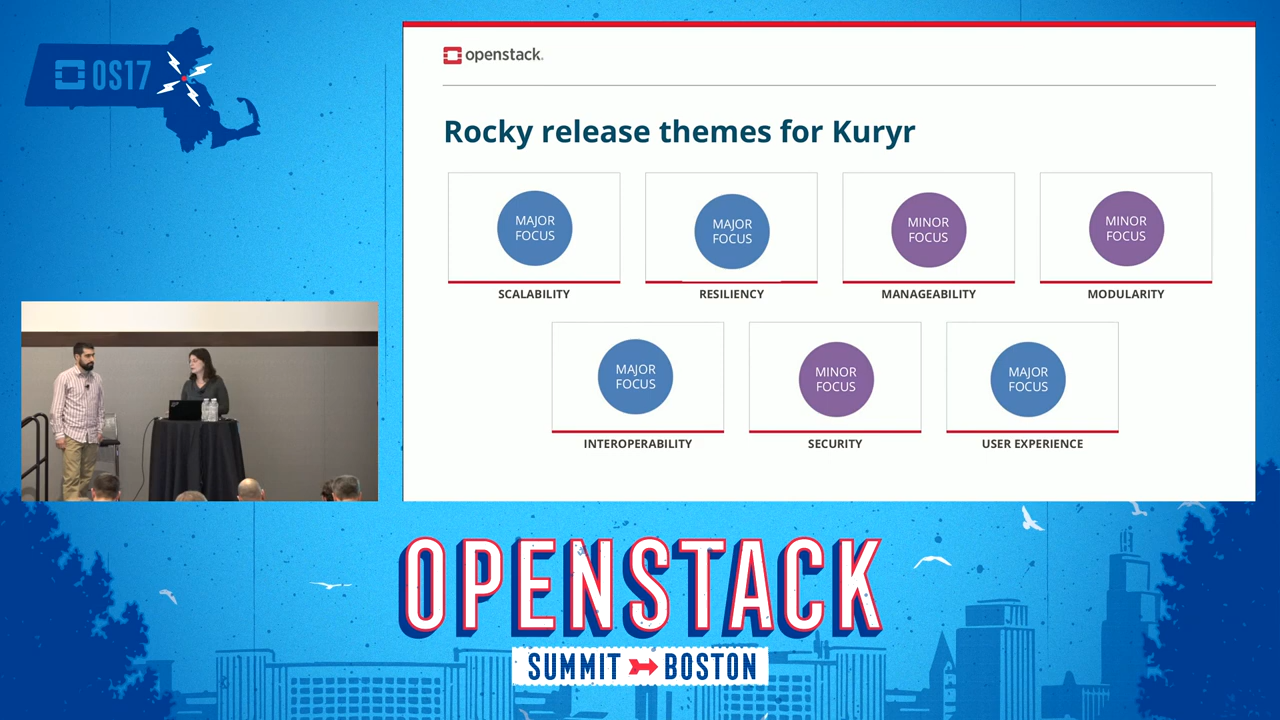 OS17
openstack.
Rocky release themes for Kuryr
MAJOR
FOCUS
MAJOR
FOCUS
MINOR
FOCUS
MINOR
FOCUS
SCALABILITY
RESILIENCY
MANAGEABILITY
MODULARITY
MAJOR
FOCUS
MINOR
FOCUS
MAJOR
FOCUS
INTEROPERABILITY
SECURITY
USER EXPERIENCE
OPENSTACK
SUMMIT BOSTON